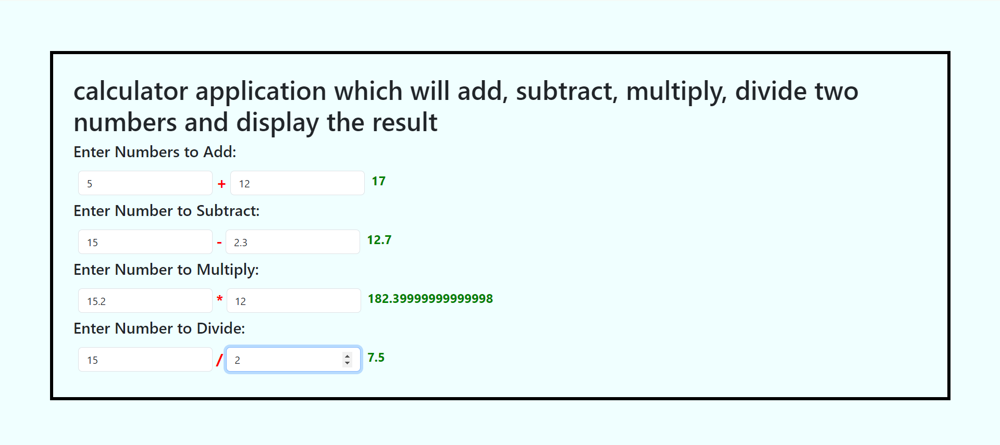 calculator application which will add, subtract, multiply, divide two
numbers and display the result
Enter Numbers to Add:
5 + 12 17
Enter Number to Subtract:
15 - 2.3 12.7
Enter Number to Multiply:
15.2 * 12 182.39999999999998
Enter Number to Divide:
15 / 2 7.5